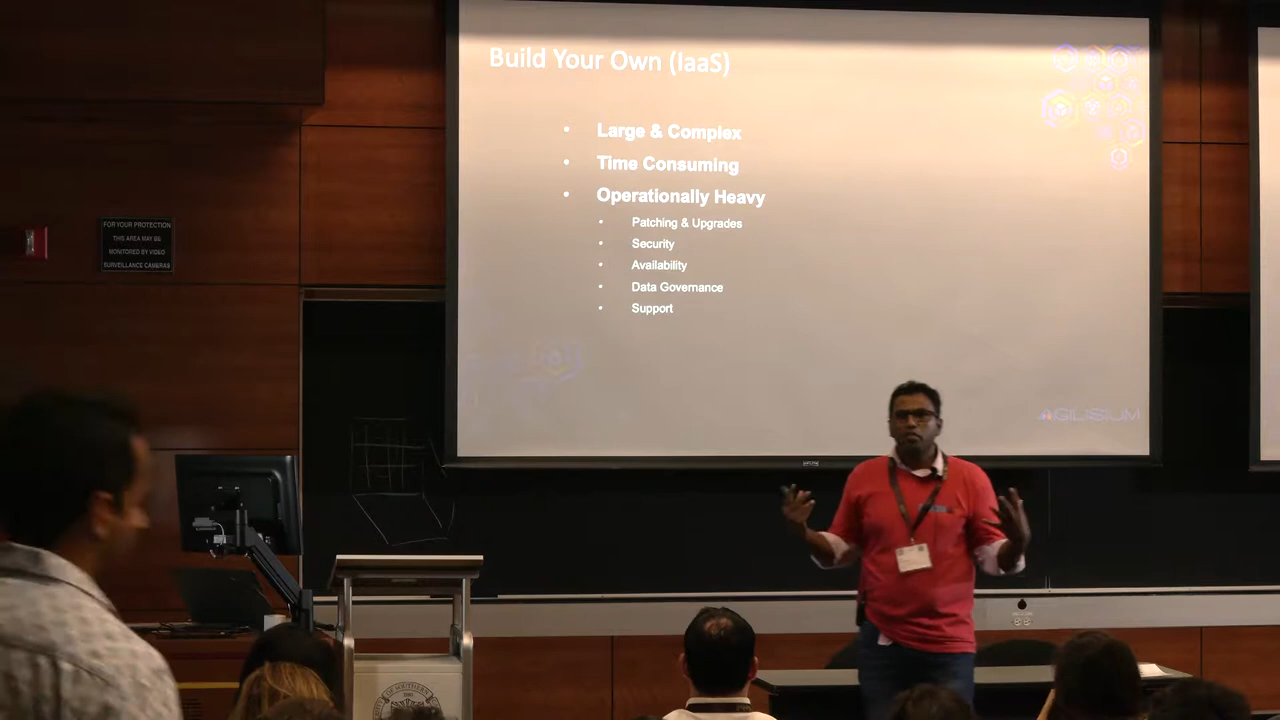 Build Your Own (IaaS)
• Large & Complex
• Time Consuming
• Operationally Heavy
• Patching & Upgrades
• Security
• Availability
• Data Governance
• Support
AGILISIUM
FOR YOUR PROTECTION
THIS AREA MAY BE
MONITORED BY VIDEO
SURVEILLANCE CAMERAS